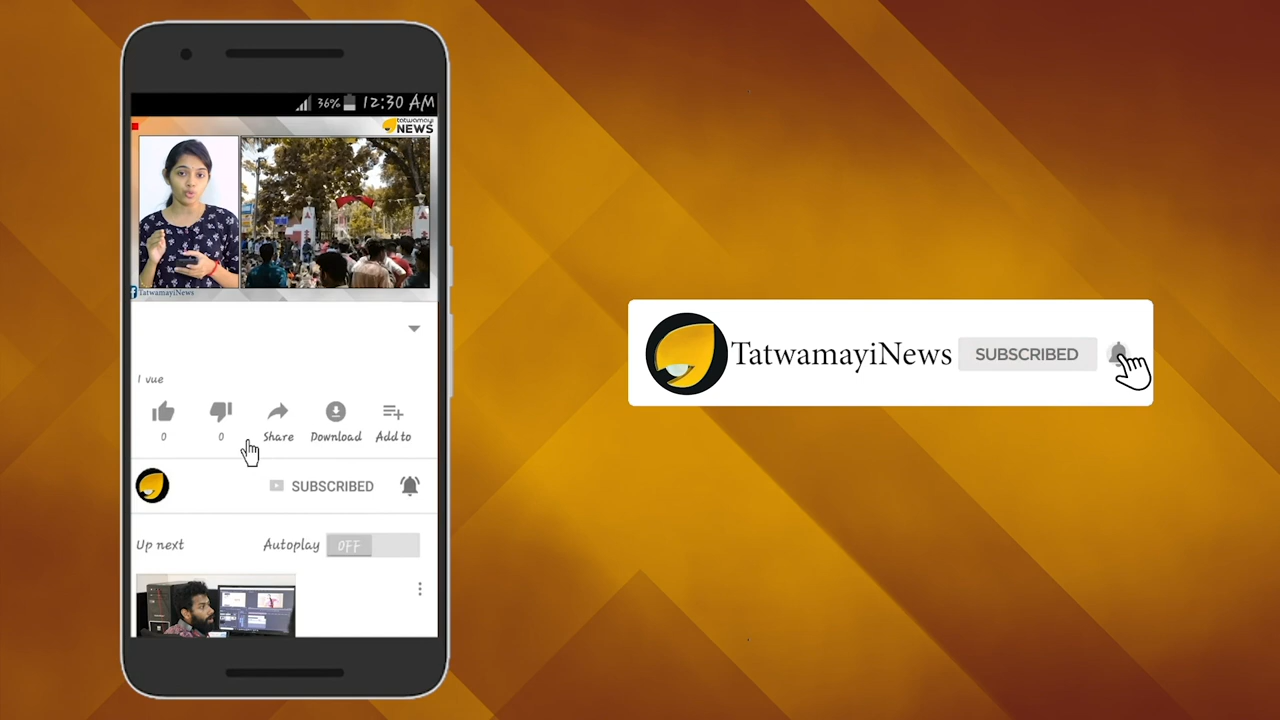 36% 12:30 AM
tatwamayi
NEWS
TatwamayiNews
1 vue
0 0 Share Download Add to
SUBSCRIBED
Up next Autoplay OFF
TatwamayiNews SUBSCRIBED